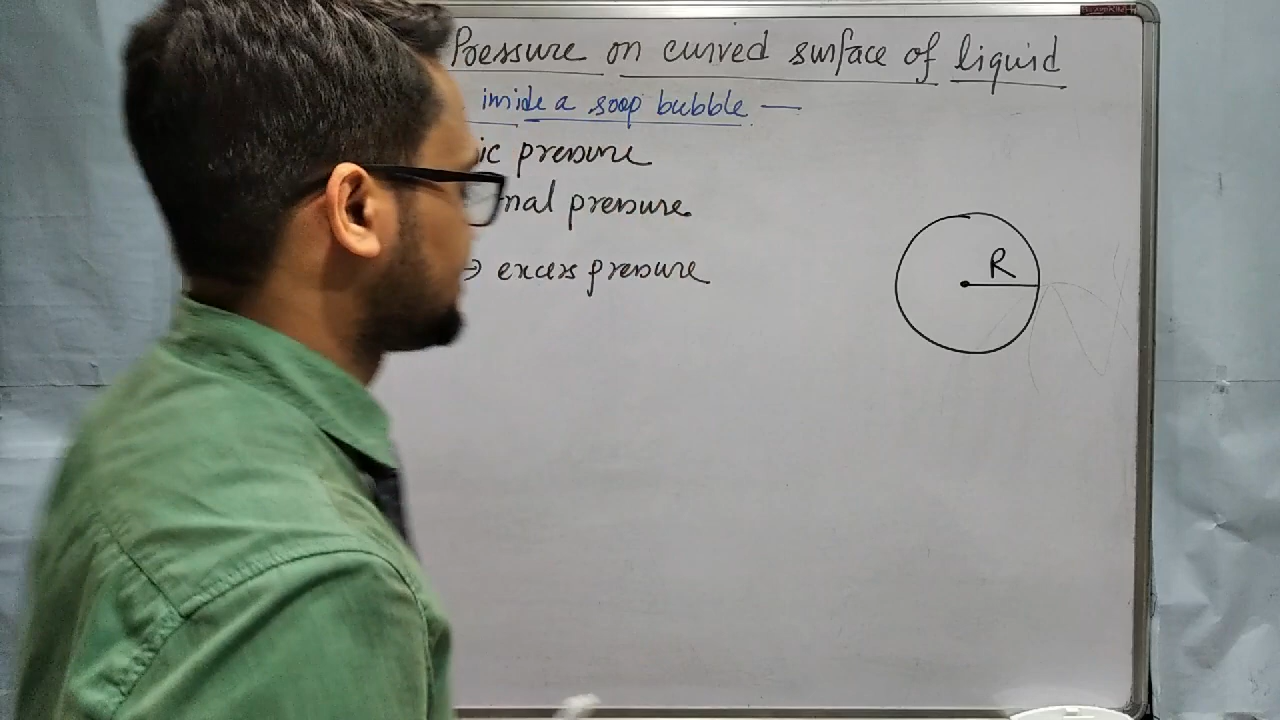 Pressure on curved surface of liquid
inside a soap bubble —
ic pressure
nal pressure
⇒ excess pressure
R